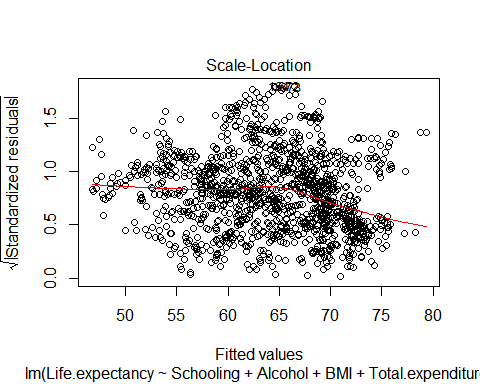 Scale-Location
√|Standardized residuals|
0.0 0.5 1.0 1.5
50 55 60 65 70 75 80
Fitted values
lm(Life.expectancy ~ Schooling + Alcohol + BMI + Total.expenditur